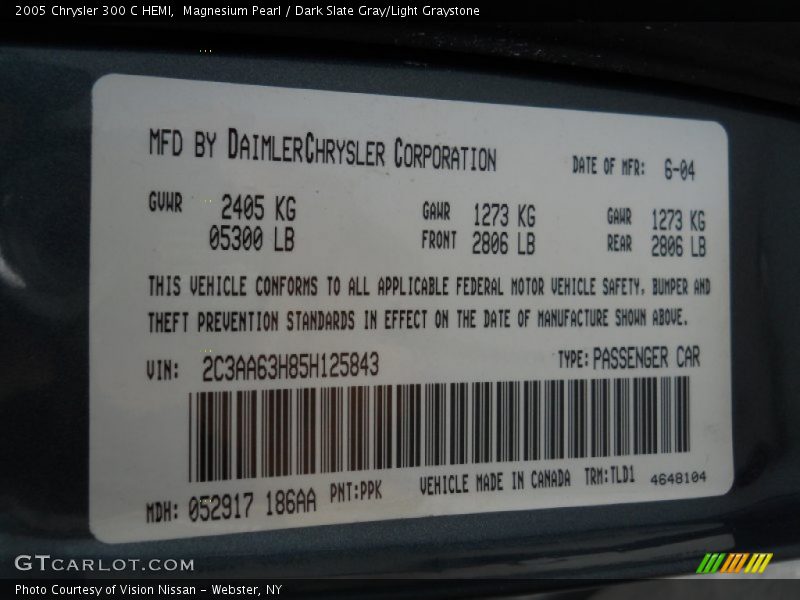 2005 Chrysler 300 C HEMI,  Magnesium Pearl / Dark Slate Gray/Light Graystone
MFD BY DAIMLERCHRYSLER CORPORATION DATE OF MFR: 6-04
GVWR 2405 KG GAWR 1273 KG GAWR 1273 KG
05300 LB FRONT 2806 LB REAR 2806 LB
THIS VEHICLE CONFORMS TO ALL APPLICABLE FEDERAL MOTOR VEHICLE SAFETY, BUMPER AND
THEFT PREVENTION STANDARDS IN EFFECT ON THE DATE OF MANUFACTURE SHOWN ABOVE.
VIN: 2C3AA63H85H125843 TYPE: PASSENGER CAR
MDH: 052917 186AA PNT:PPK VEHICLE MADE IN CANADA TRM:TLD1 4648104
GTCARLOT.COM
Photo Courtesy of Vision Nissan - Webster, NY